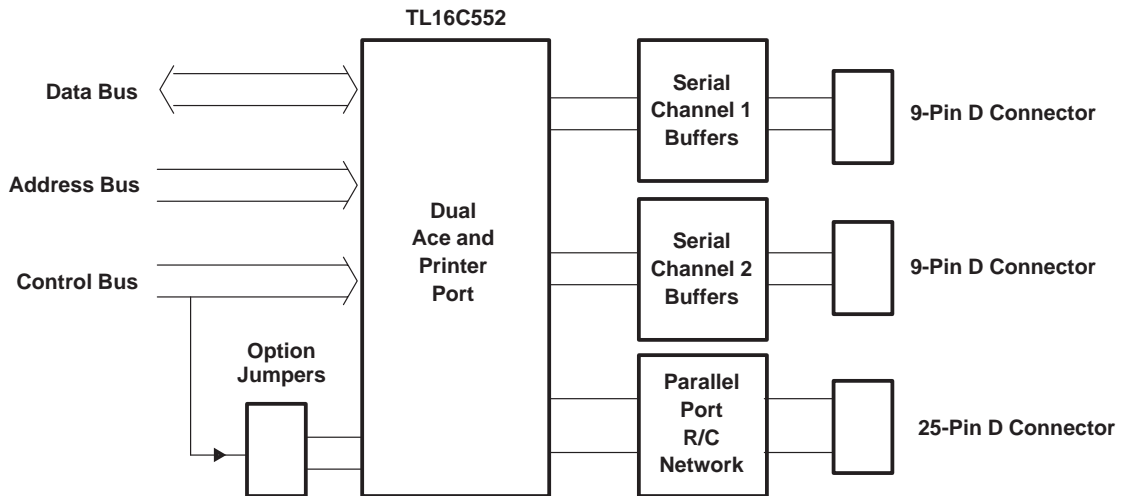 TL16C552
Data Bus
Address Bus
Control Bus
Option
Jumpers
Dual
Ace and
Printer
Port
Serial
Channel 1
Buffers
9-Pin D Connector
Serial
Channel 2
Buffers
9-Pin D Connector
Parallel
Port
R/C
Network
25-Pin D Connector